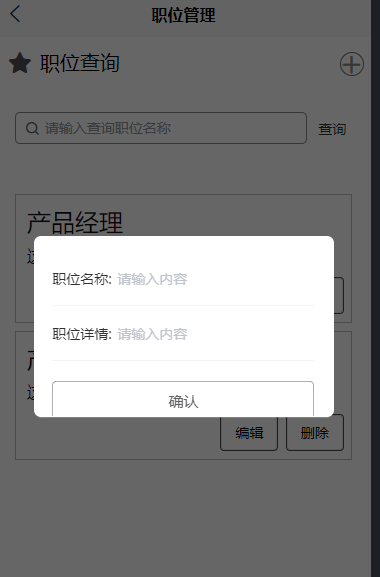 职位管理
职位查询
请输入查询职位名称 查询
产品经理
职位名称: 请输入内容
职位详情: 请输入内容
确认
编辑 删除